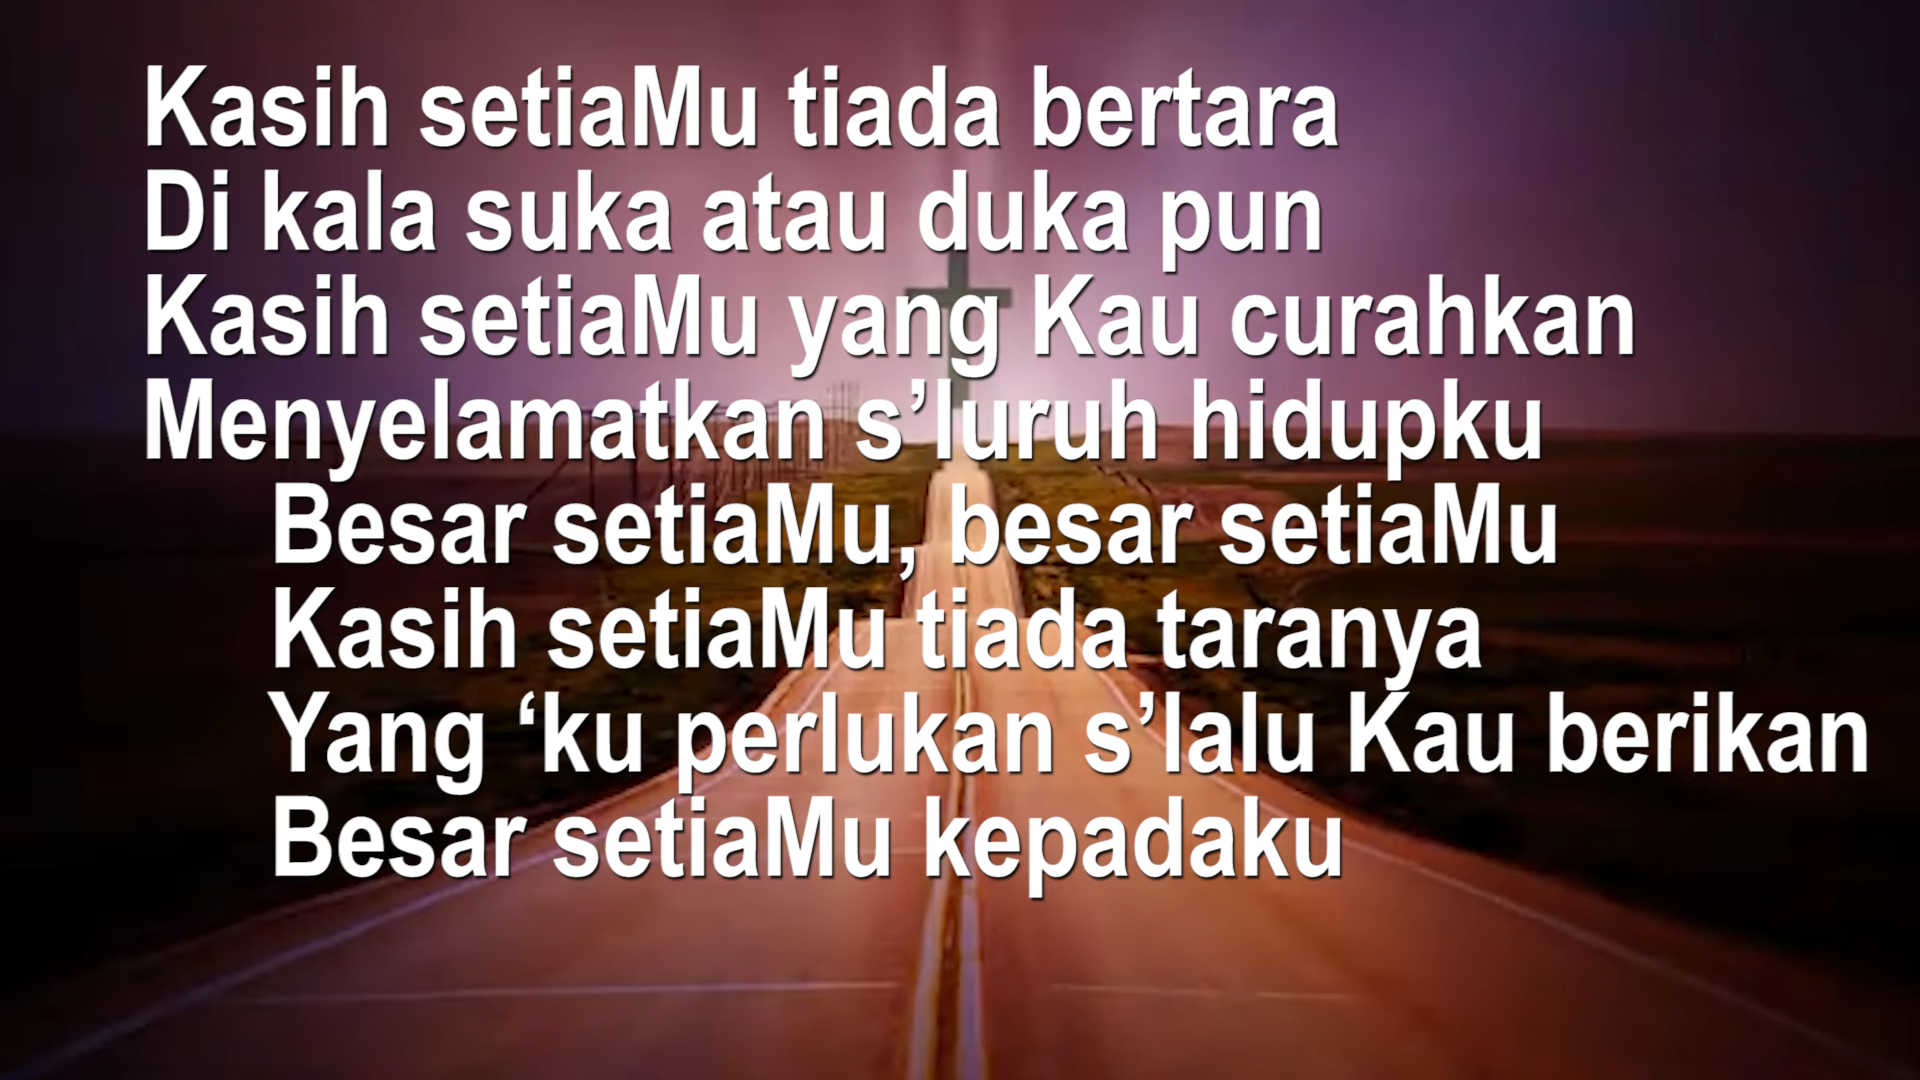 Kasih setiaMu tiada bertara
Di kala suka atau duka pun
Kasih setiaMu yang Kau curahkan
Menyelamatkan s’luruh hidupku
Besar setiaMu, besar setiaMu
Kasih setiaMu tiada taranya
Yang ‘ku perlukan s’lalu Kau berikan
Besar setiaMu kepadaku